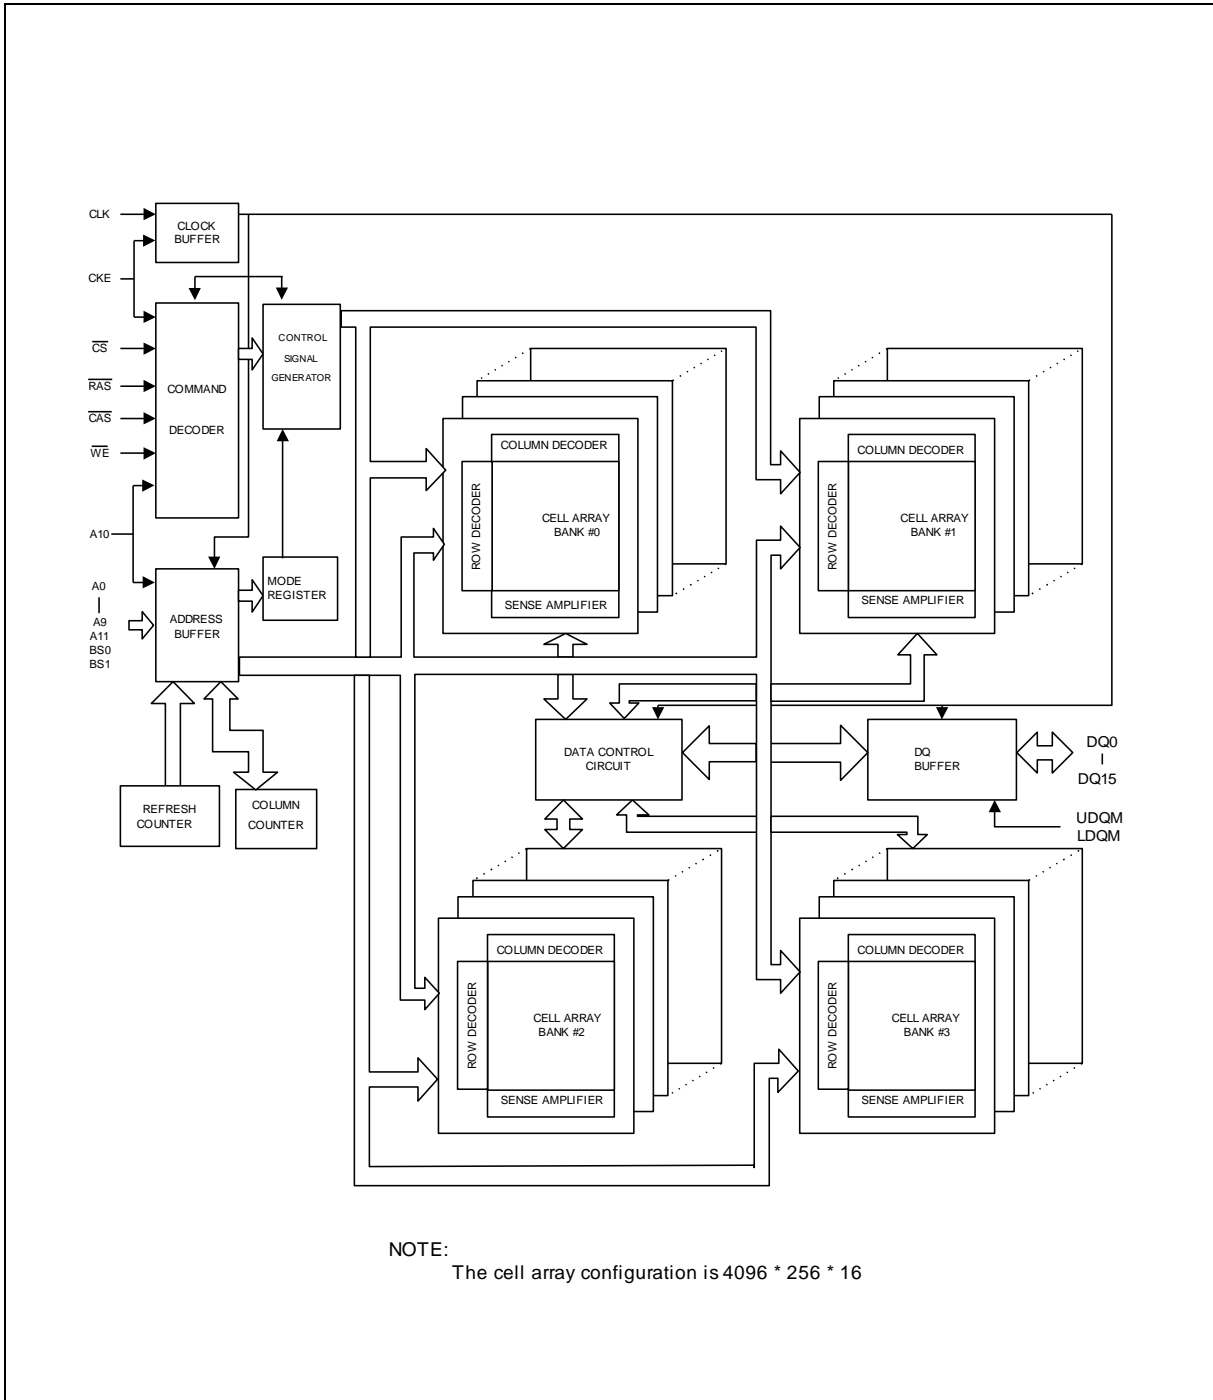 CLK
CLOCK
BUFFER
CKE
CONTROL
SIGNAL
GENERATOR
CS
RAS
COMMAND
CAS
DECODER
WE
A10
COLUMN DECODER
ROW DECODER
CELL ARRAY
BANK #0
SENSE AMPLIFIER
COLUMN DECODER
ROW DECODER
CELL ARRAY
BANK #1
SENSE AMPLIFIER
MODE
REGISTER
A0
A9
A11
BS0
BS1
ADDRESS
BUFFER
DATA CONTROL
CIRCUIT
DQ
BUFFER
DQ0
DQ15
UDQM
LDQM
REFRESH
COUNTER
COLUMN
COUNTER
COLUMN DECODER
ROW DECODER
CELL ARRAY
BANK #2
SENSE AMPLIFIER
COLUMN DECODER
ROW DECODER
CELL ARRAY
BANK #3
SENSE AMPLIFIER
NOTE:
The cell array configuration is 4096 * 256 * 16